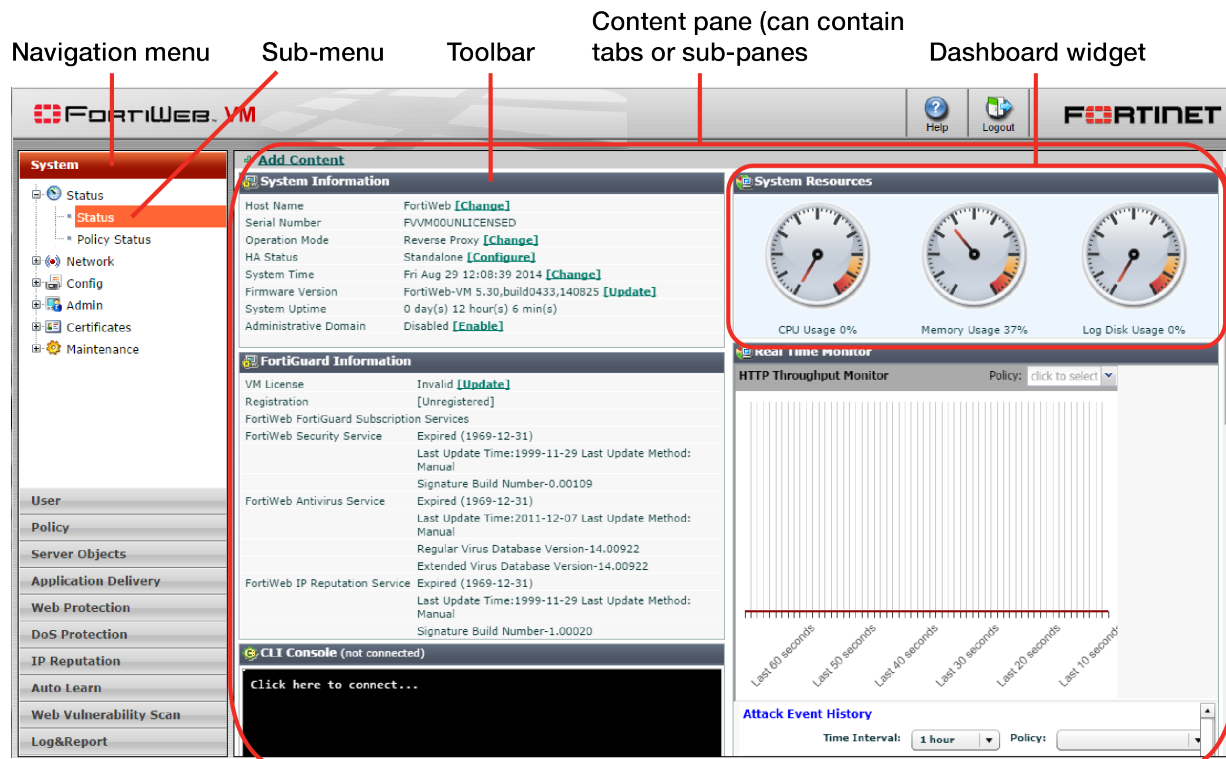 Content pane (can contain
tabs or sub-panes
Navigation menu
Sub-menu
Toolbar
Dashboard widget
FORTIWEB VM
Help
Logout
FORTINET
System
Status
Status
Policy Status
Network
Config
Admin
Certificates
Maintenance
User
Policy
Server Objects
Application Delivery
Web Protection
DoS Protection
IP Reputation
Auto Learn
Web Vulnerability Scan
Log&Report
Add Content
System Information
Host Name FortiWeb [Change]
Serial Number FVVM00UNLICENSED
Operation Mode Reverse Proxy [Change]
HA Status Standalone [Configure]
System Time Fri Aug 29 12:08:39 2014 [Change]
Firmware Version FortiWeb-VM 5.30,build0433,140825 [Update]
System Uptime 0 day(s) 12 hour(s) 6 min(s)
Administrative Domain Disabled [Enable]
FortiGuard Information
VM License Invalid [Update]
Registration [Unregistered]
FortiWeb FortiGuard Subscription Services
FortiWeb Security Service Expired (1969-12-31)
Last Update Time:1999-11-29 Last Update Method:
Manual
Signature Build Number-0.00109
FortiWeb Antivirus Service Expired (1969-12-31)
Last Update Time:2011-12-07 Last Update Method:
Manual
Regular Virus Database Version-14.00922
Extended Virus Database Version-14.00922
FortiWeb IP Reputation Service Expired (1969-12-31)
Last Update Time:1999-11-29 Last Update Method:
Manual
Signature Build Number-1.00020
CLI Console (not connected)
Click here to connect...
System Resources
CPU Usage 0%
Memory Usage 37%
Log Disk Usage 0%
Real Time Monitor
HTTP Throughput Monitor Policy: click to select
Last 60 seconds
Last 50 seconds
Last 40 seconds
Last 30 seconds
Last 20 seconds
Last 10 seconds
Attack Event History
Time Interval: 1 hour Policy: